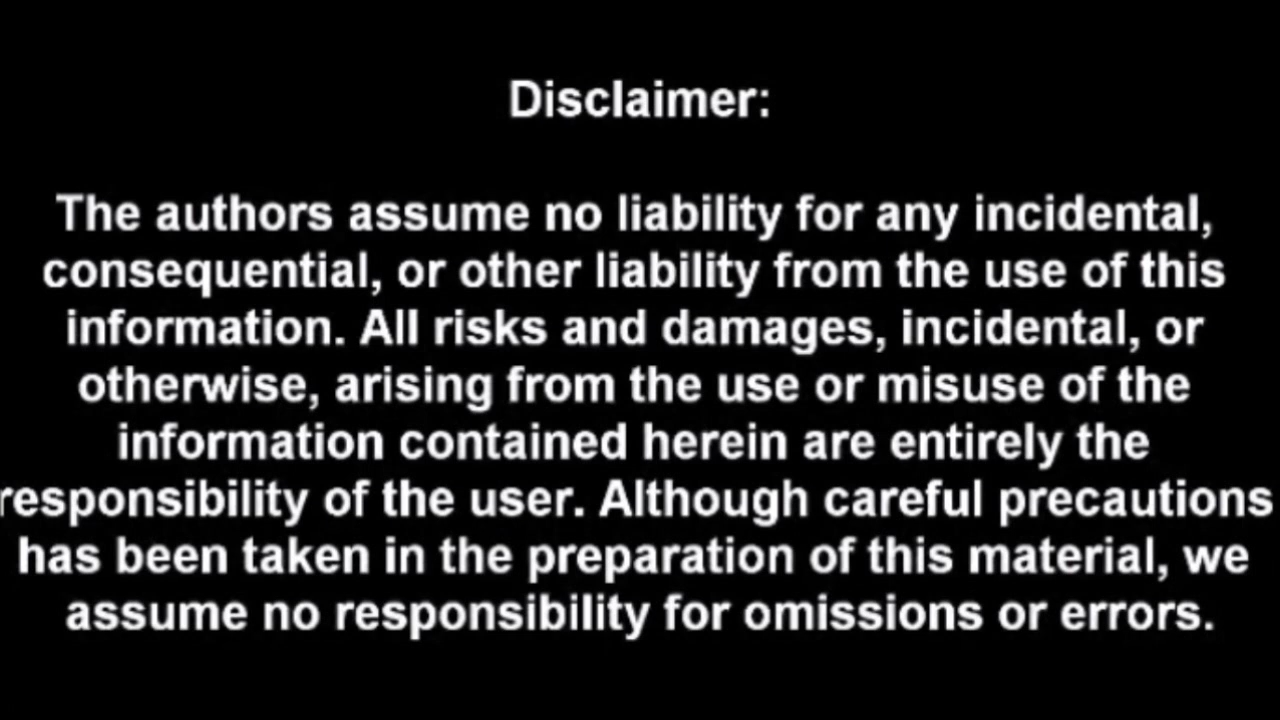 Disclaimer:
The authors assume no liability for any incidental,
consequential, or other liability from the use of this
information. All risks and damages, incidental, or
otherwise, arising from the use or misuse of the
information contained herein are entirely the
responsibility of the user. Although careful precautions
has been taken in the preparation of this material, we
assume no responsibility for omissions or errors.